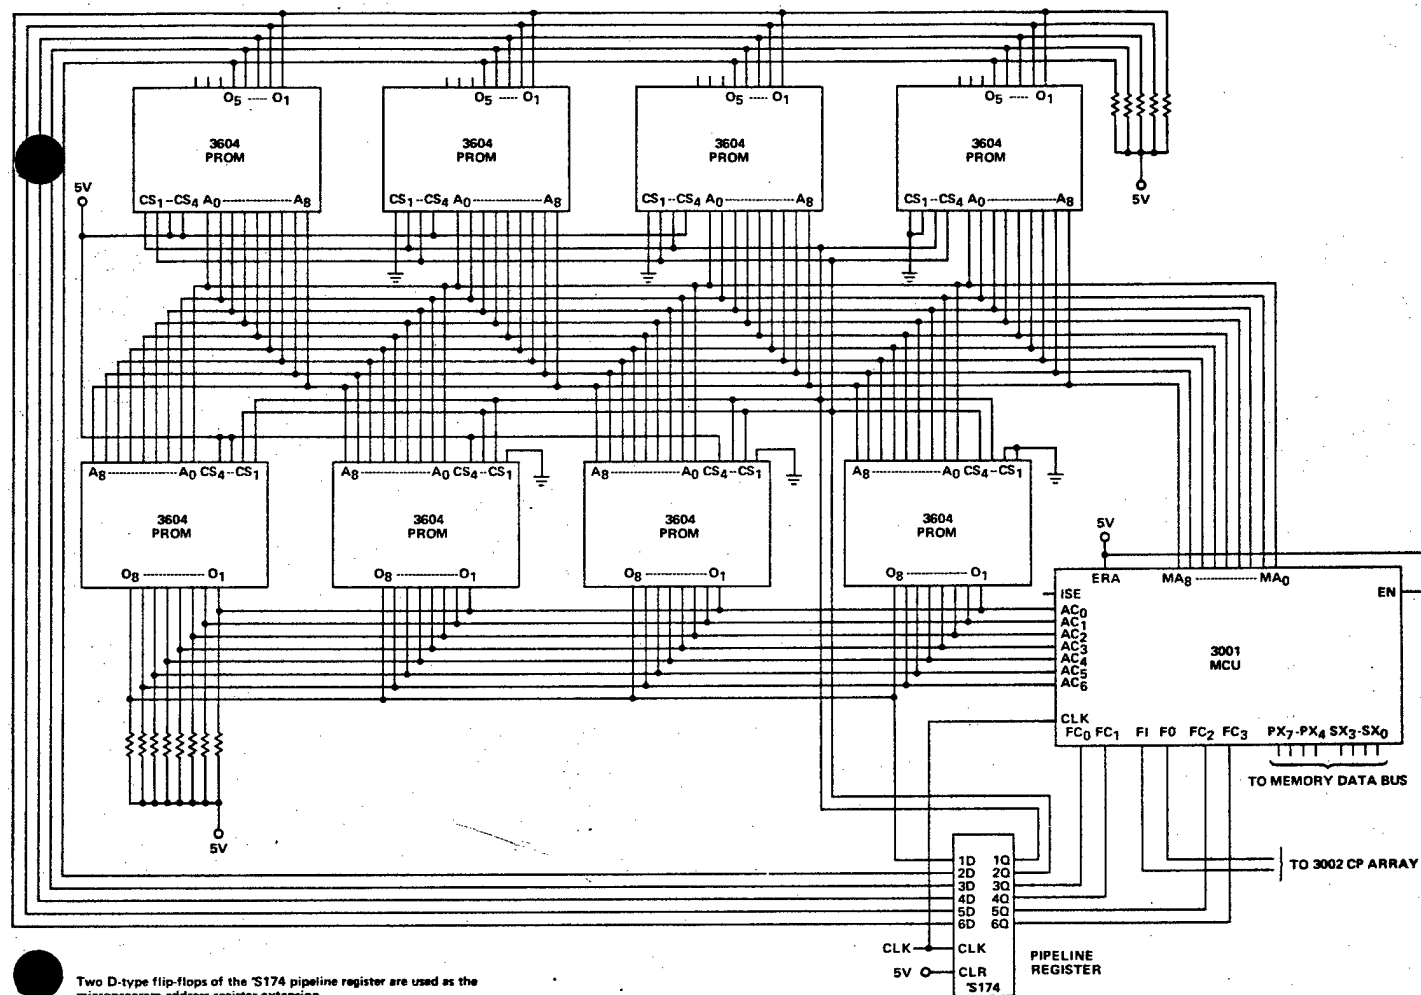 O5 ----- O1
O5 ---- O1
O5 ---- O1
O5 ---- O1
3604
PROM
3604
PROM
3604
PROM
3604
PROM
5V
5V
CS1-CS4 A0 ------------- A8
CS1-CS4 A0 ------------- A8
CS1-CS4 A0 ------------- A8
CS1-CS4 A0 ------------- A8
A8 ------------- A0 CS4-CS1
A8 ------------- A0 CS4-CS1
A8 ------------- A0 CS4-CS1
A8 ------------- A0 CS4-CS1
3604
PROM
3604
PROM
3604
PROM
3604
PROM
O8 ------------- O1
O8 ------------- O1
O8 ------------- O1
O8 ------------- O1
5V
ERA
MA8 ------------- MA0
ISE
EN
AC0
AC1
AC2
AC3
AC4
AC5
AC6
3001
MCU
CLK
FC0 FC1 FI F0 FC2 FC3 PX7-PX4 SX3-SX0
TO MEMORY DATA BUS
5V
1D 1Q
2D 2Q
3D 3Q
4D 4Q
5D 5Q
6D 6Q
TO 3002 CP ARRAY
CLK CLK
5V CLR
'S174
PIPELINE
REGISTER
Two D-type flip-flops of the 'S174 pipeline register are used as the
microprogram address register extension